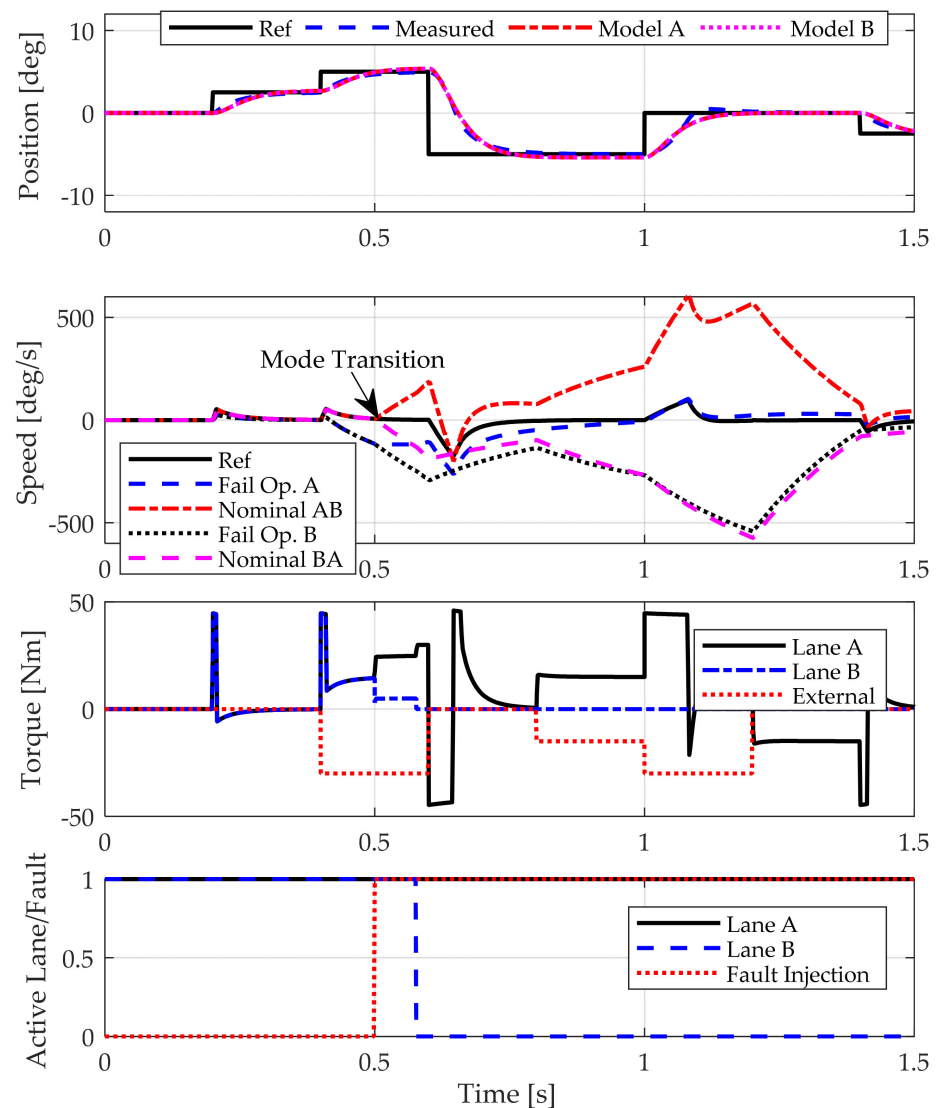 Ref Measured Model A Model B
Position [deg]
10
0
-10
0 0.5 1 1.5
Speed [deg/s]
500
0
-500
Mode Transition
Ref
Fail Op. A
Nominal AB
Fail Op. B
Nominal BA
0.5 1 1.5
Torque [Nm]
50
0
-50
Lane A
Lane B
External
0 0.5 1 1.5
Active Lane/Fault
1
0.5
0
Lane A
Lane B
Fault Injection
0 0.5 1 1.5
Time [s]